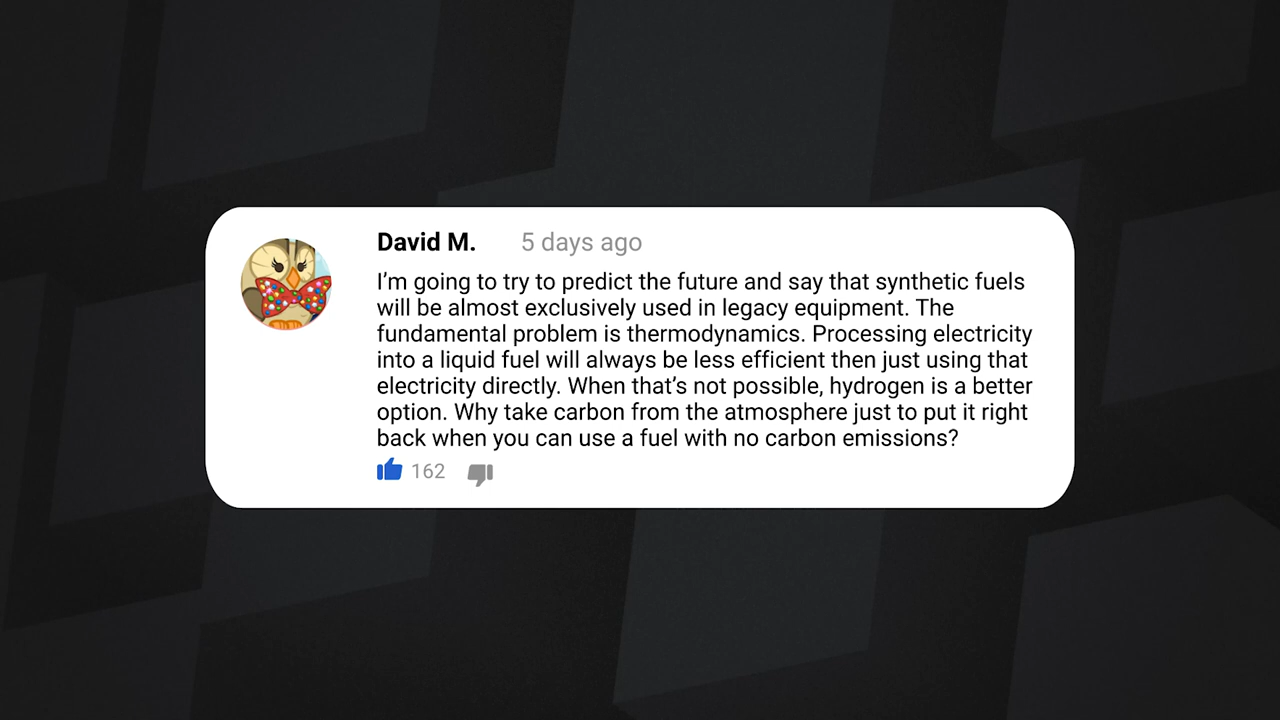 David M. 5 days ago
I'm going to try to predict the future and say that synthetic fuels
will be almost exclusively used in legacy equipment. The
fundamental problem is thermodynamics. Processing electricity
into a liquid fuel will always be less efficient then just using that
electricity directly. When that's not possible, hydrogen is a better
option. Why take carbon from the atmosphere just to put it right
back when you can use a fuel with no carbon emissions?
162